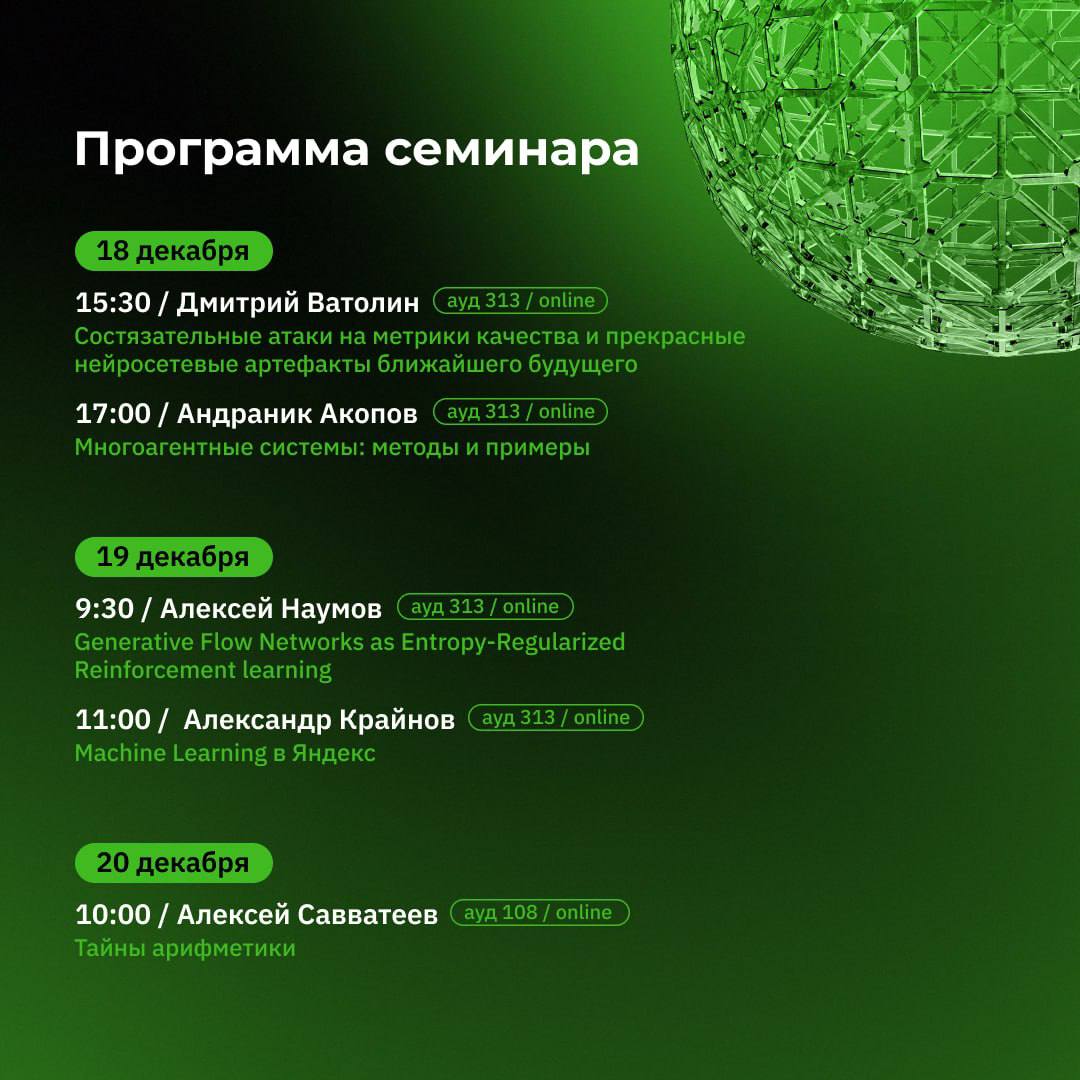 Программа семинара
18 декабря
15:30 / Дмитрий Ватолин ауд 313 / online
Состязательные атаки на метрики качества и прекрасные
нейросетевые артефакты ближайшего будущего
17:00 / Андраник Акопов ауд 313 / online
Многоагентные системы: методы и примеры
19 декабря
9:30 / Алексей Наумов ауд 313 / online
Generative Flow Networks as Entropy-Regularized
Reinforcement learning
11:00 / Александр Крайнов ауд 313 / online
Machine Learning в Яндекс
20 декабря
10:00 / Алексей Савватеев ауд 108 / online
Тайны арифметики